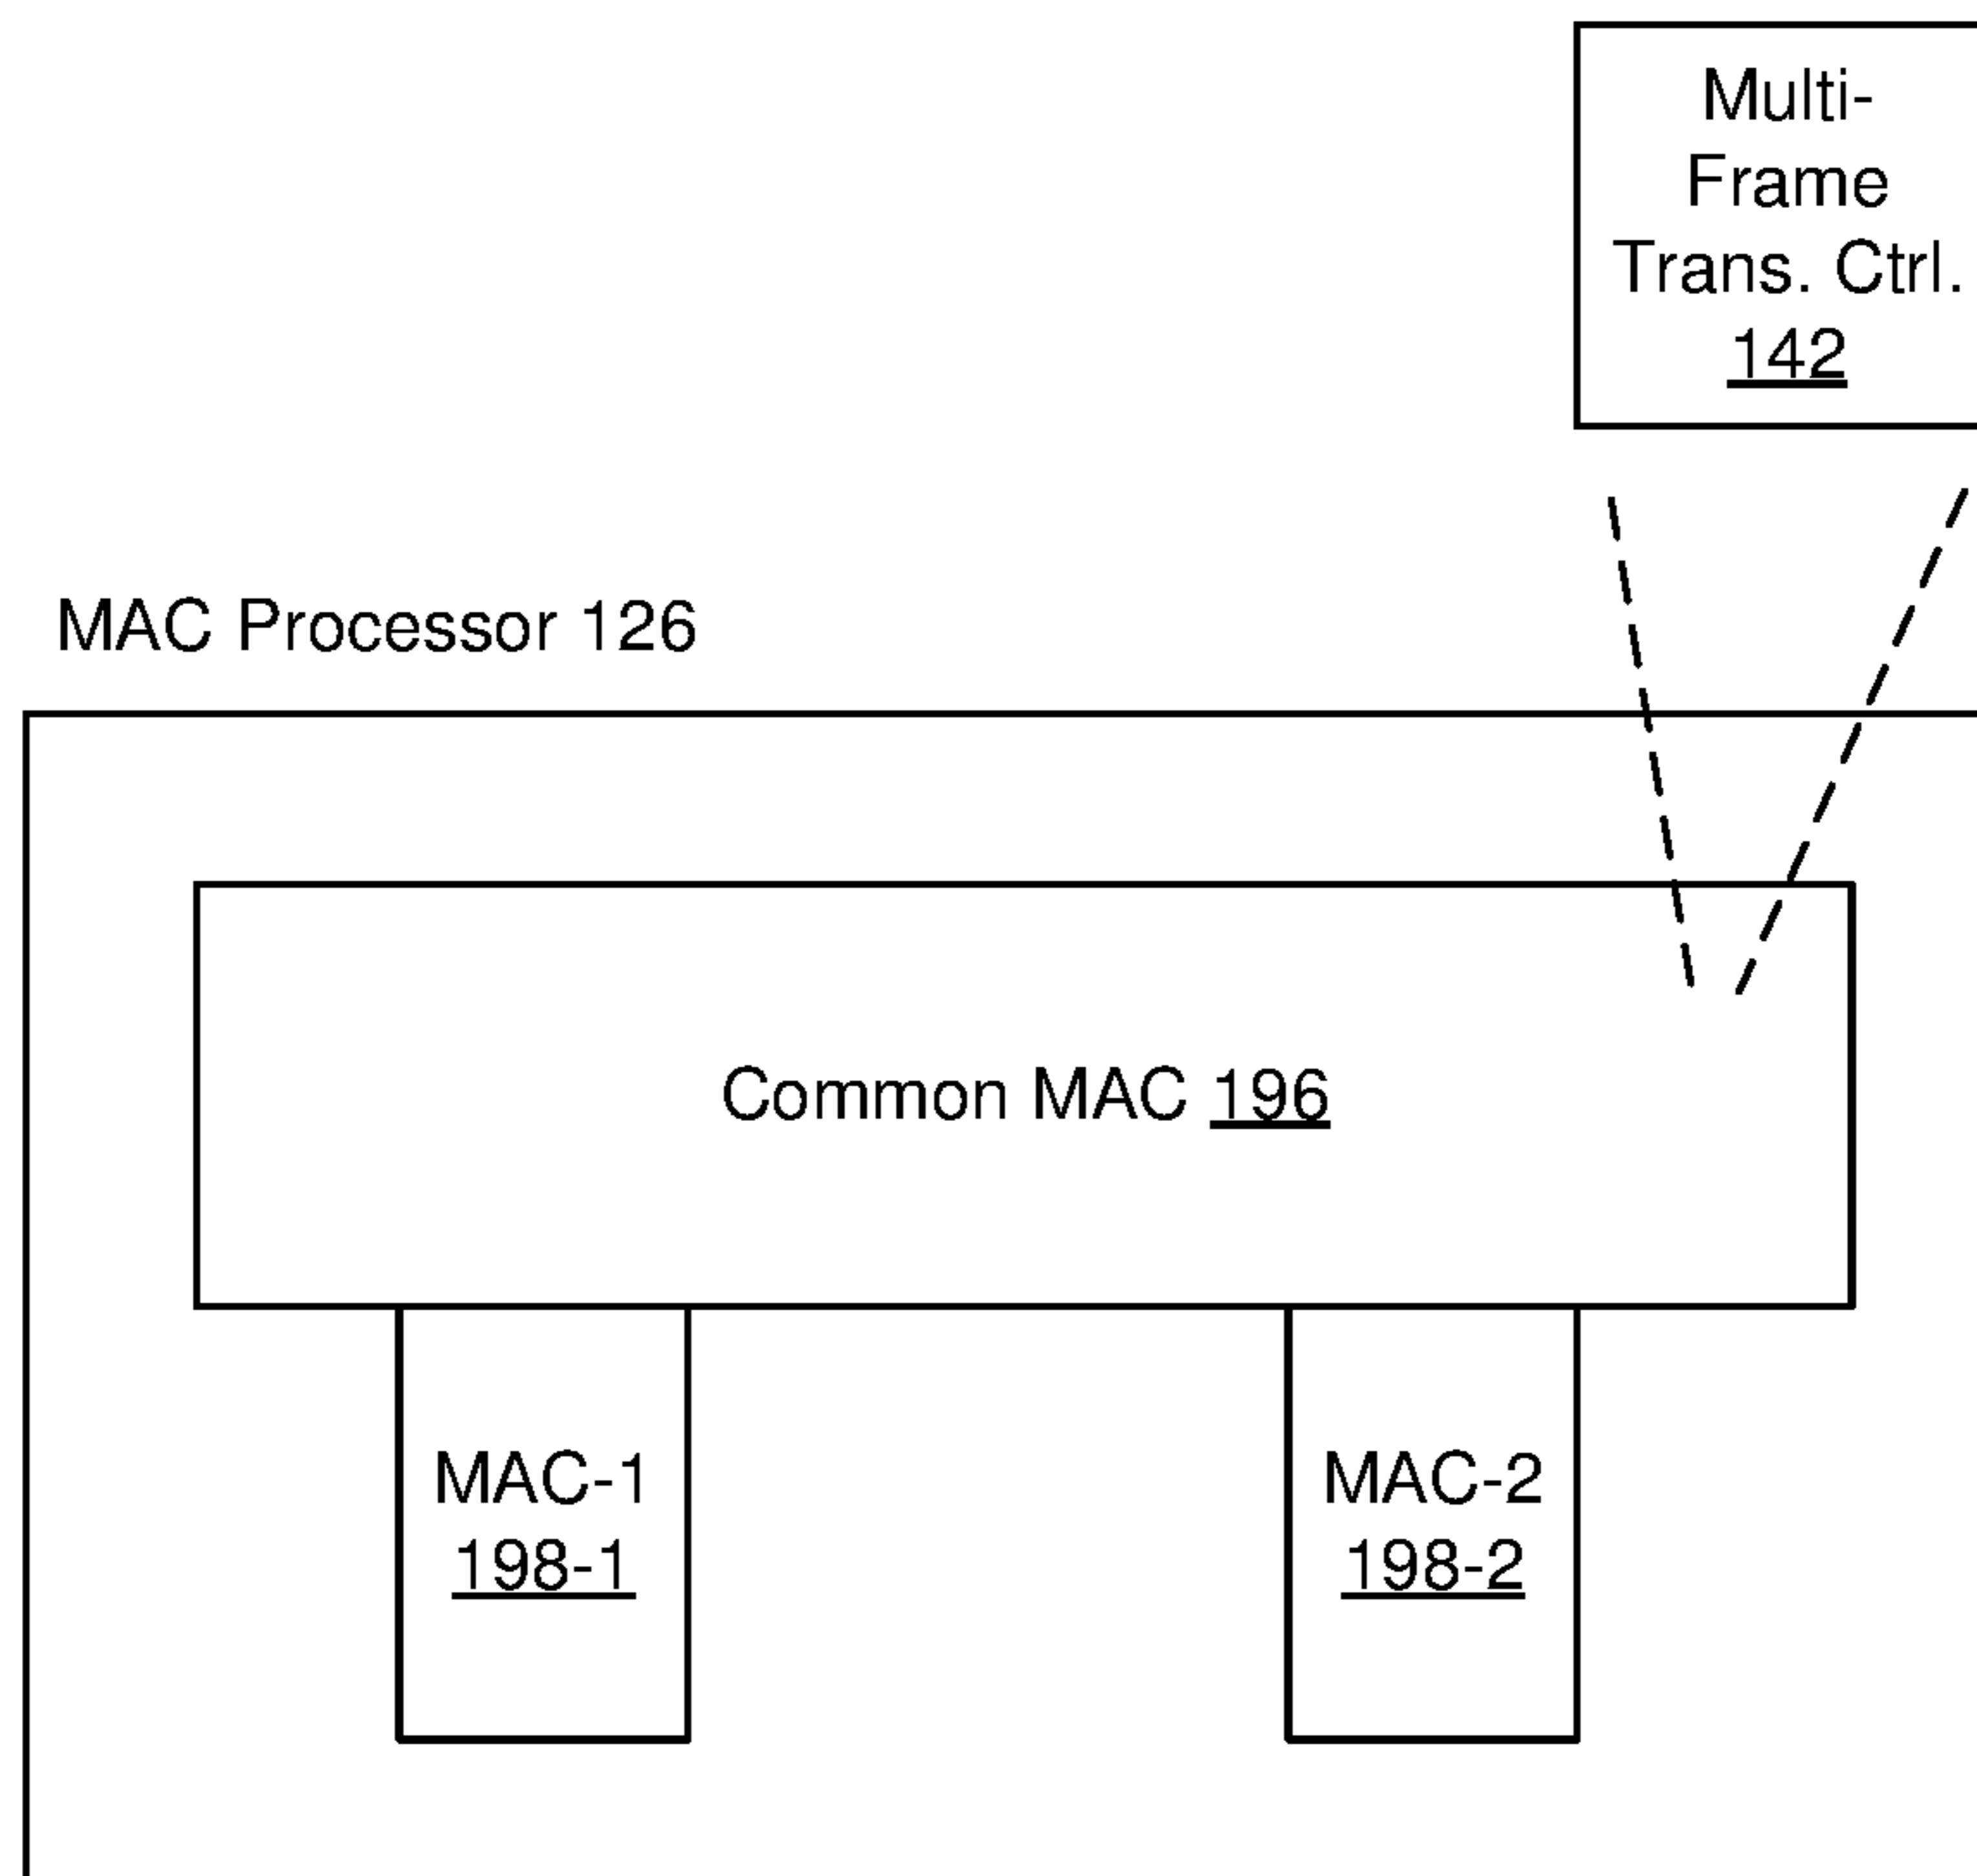 Multi-
Frame
Trans. Ctrl.
142
MAC Processor 126
Common MAC 196
MAC-1
198-1
MAC-2
198-2